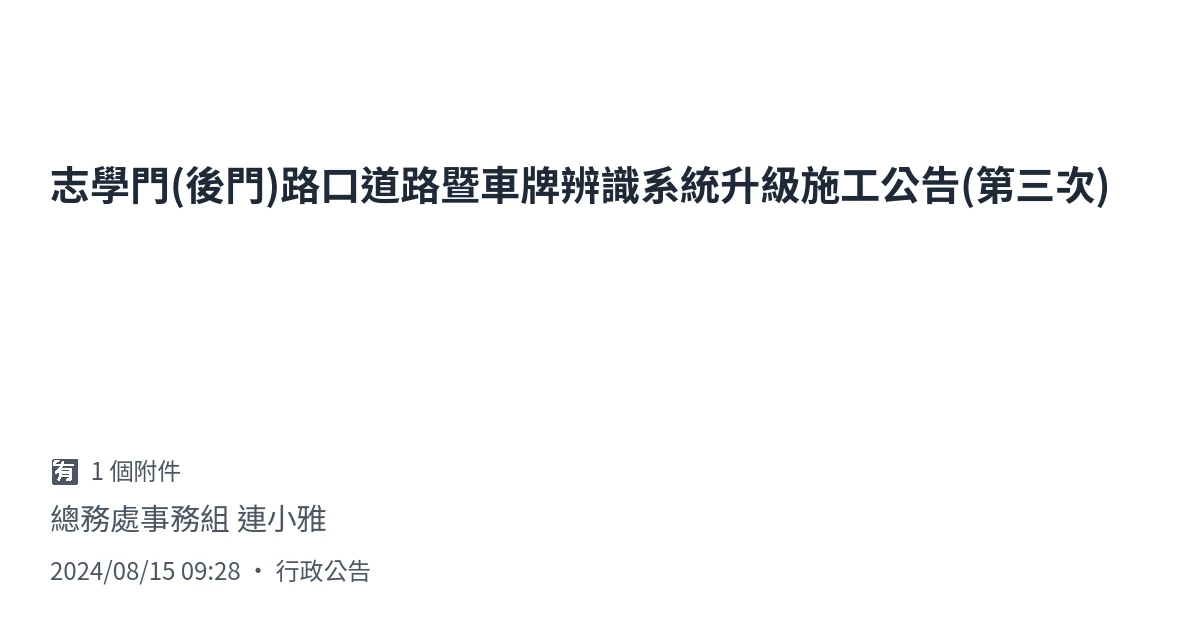 志學門(後門)路口道路暨車牌辨識系統升級施工公告(第三次)
🈶 1 個附件
總務處事務組 連小雅
2024/08/15 09:28 • 行政公告